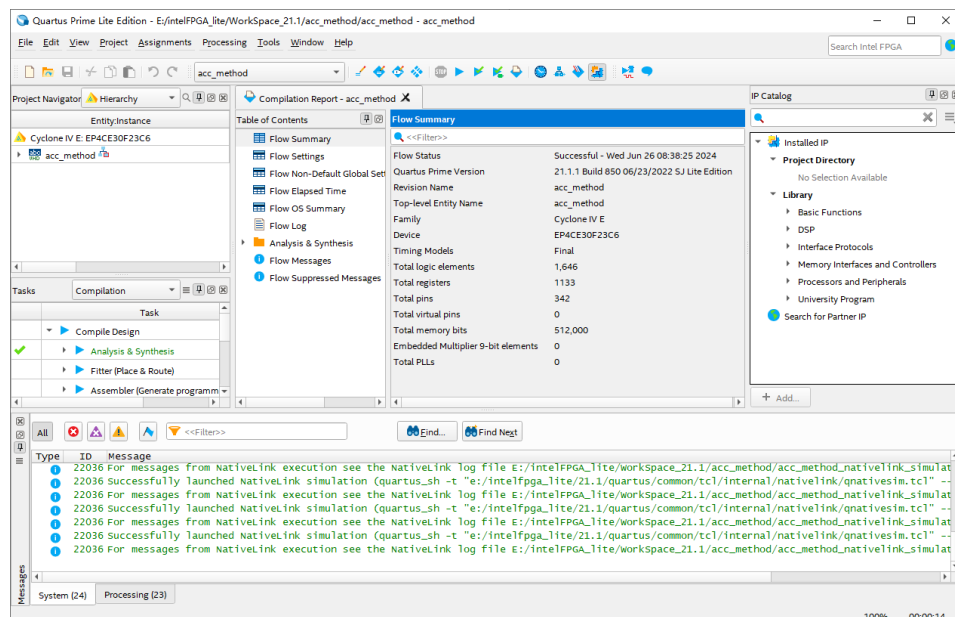 Quartus Prime Lite Edition - E:/intelFPGA_lite/WorkSpace_21.1/acc_method/acc_method - acc_method
File Edit View Project Assignments Processing Tools Window Help
Search Intel FPGA
acc_method
Project Navigator Hierarchy
Entity:Instance
Cyclone IV E: EP4CE30F23C6
acc_method
Tasks Compilation
Task
Compile Design
Analysis & Synthesis
Fitter (Place & Route)
Assembler (Generate programm
Compilation Report - acc_method
Table of Contents
Flow Summary
Flow Settings
Flow Non-Default Global Sett
Flow Elapsed Time
Flow OS Summary
Flow Log
Analysis & Synthesis
Flow Messages
Flow Suppressed Messages
Flow Summary
<<Filter>>
Flow Status Successful - Wed Jun 26 08:38:25 2024
Quartus Prime Version 21.1.1 Build 850 06/23/2022 SJ Lite Edition
Revision Name acc_method
Top-level Entity Name acc_method
Family Cyclone IV E
Device EP4CE30F23C6
Timing Models Final
Total logic elements 1,646
Total registers 1133
Total pins 342
Total virtual pins 0
Total memory bits 512,000
Embedded Multiplier 9-bit elements 0
Total PLLs 0
IP Catalog
Installed IP
Project Directory
No Selection Available
Library
Basic Functions
DSP
Interface Protocols
Memory Interfaces and Controllers
Processors and Peripherals
University Program
Search for Partner IP
+ Add...
All <<Filter>> Find... Find Next
Type ID Message
22036 For messages from NativeLink execution see the NativeLink log file E:/intelFPGA_lite/WorkSpace_21.1/acc_method/acc_method_nativelink_simulat
22036 Successfully launched NativeLink simulation (quartus_sh -t "e:/intelfpga_lite/21.1/quartus/common/tcl/internal/nativelink/qnativesim.tcl" --
22036 For messages from NativeLink execution see the NativeLink log file E:/intelFPGA_lite/WorkSpace_21.1/acc_method/acc_method_nativelink_simulat
22036 Successfully launched NativeLink simulation (quartus_sh -t "e:/intelfpga_lite/21.1/quartus/common/tcl/internal/nativelink/qnativesim.tcl" --
22036 For messages from NativeLink execution see the NativeLink log file E:/intelFPGA_lite/WorkSpace_21.1/acc_method/acc_method_nativelink_simulat
22036 Successfully launched NativeLink simulation (quartus_sh -t "e:/intelfpga_lite/21.1/quartus/common/tcl/internal/nativelink/qnativesim.tcl" --
22036 For messages from NativeLink execution see the NativeLink log file E:/intelFPGA_lite/WorkSpace_21.1/acc_method/acc_method_nativelink_simulat
Messages
System (24) Processing (23)
100% 00:00:14